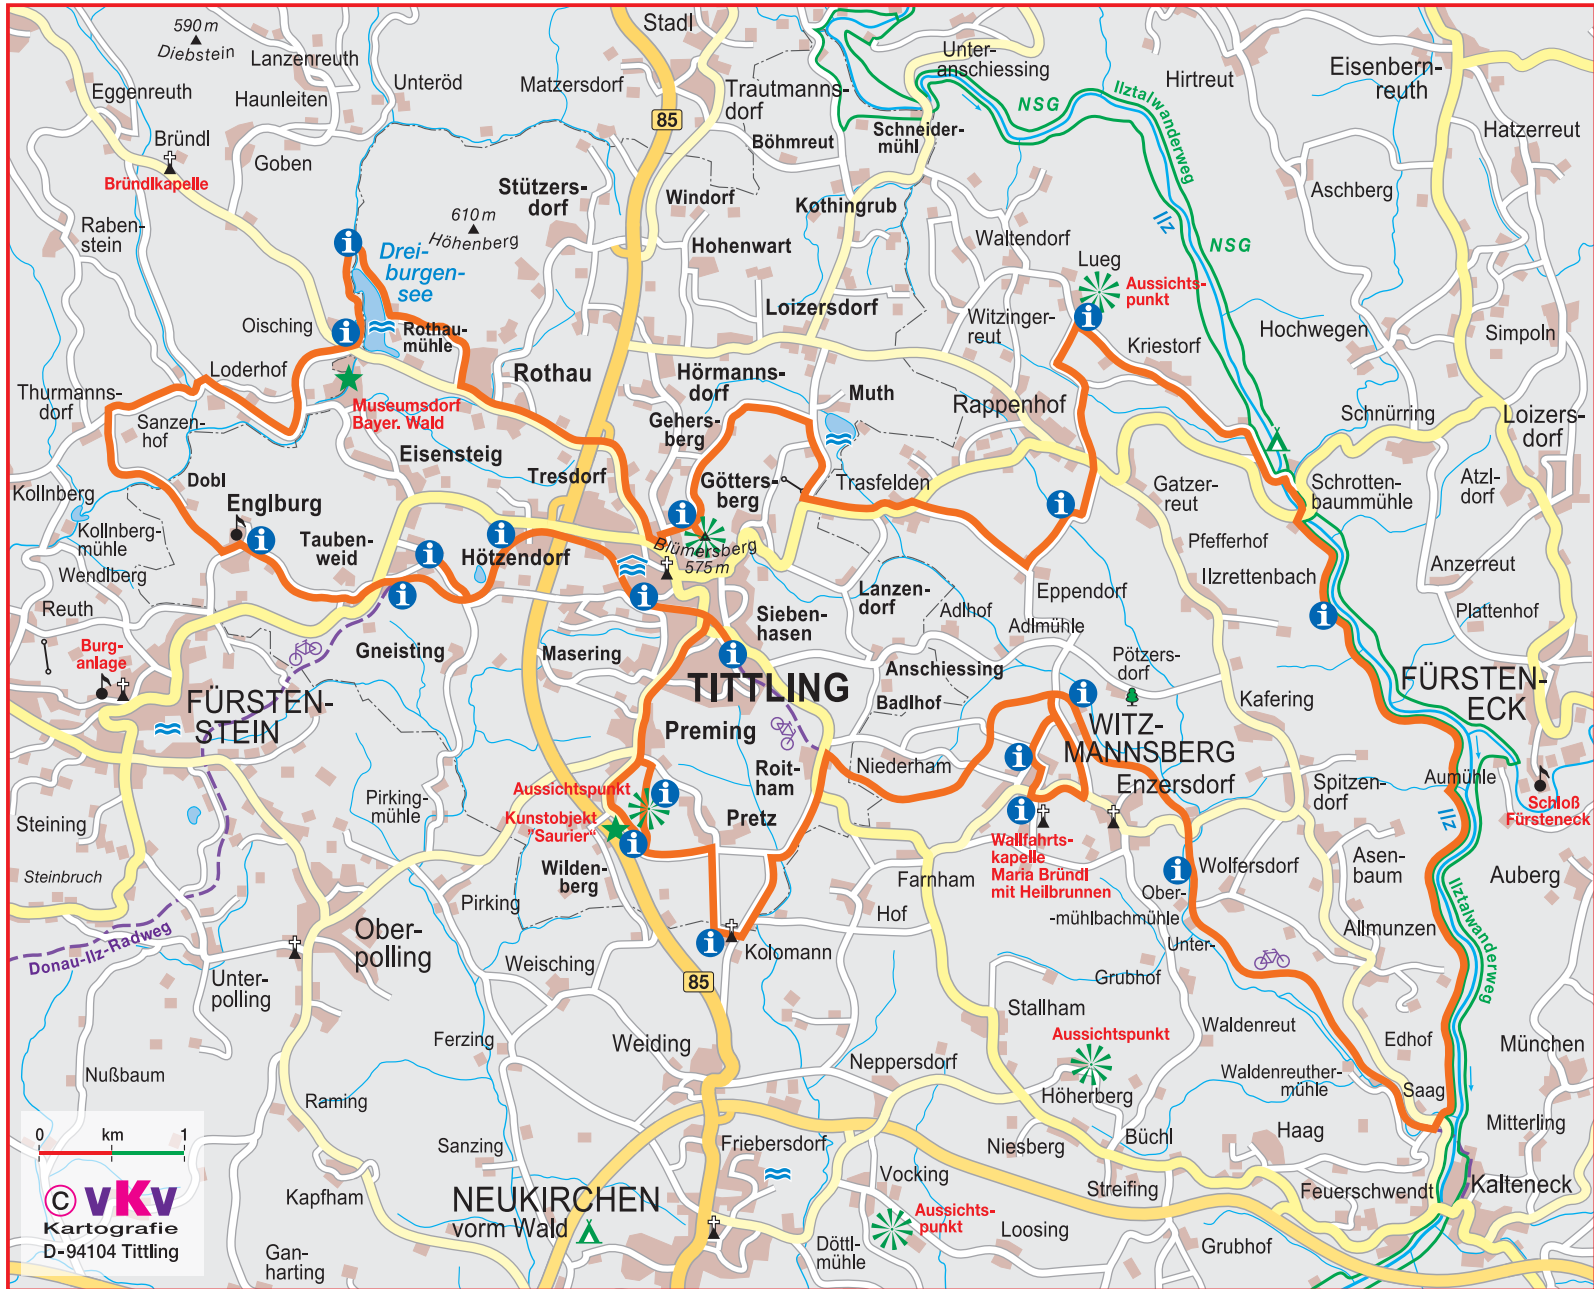 590 m
Diebstein
Lanzenreuth
Unteröd
Matzersdorf
Stadl
Trautmanns-
dorf
Unter-
anschiessing
NSG
Ilztalwanderweg
Hirtreut
Eisenbern-
reuth
Eggenreuth
Haunleiten
85
Böhmreut
Schneider-
mühl
Hatzerreut
Bründl
Bründlkapelle
Goben
Stützers-
dorf
Windorf
Kothingrub
Aschberg
Raben-
stein
610 m
Höhenberg
Hohenwart
Waltendorf
Ilz
NSG
Drei-
burgen-
see
Lueg
Aussichts-
punkt
Oisching
Rothau-
mühle
Loizersdorf
Witzinger-
reut
Kriestorf
Hochwegen
Simpoln
Loderhof
Rothau
Hörmanns-
dorf
Muth
Thurmanns-
dorf
Sanzen-
hof
Museumsdorf
Bayer. Wald
Gehers-
berg
Rappenhof
Schnürring
Loizers-
dorf
Eisensteig
Tresdorf
Götters-
berg
Trasfelden
Gatzer-
reut
Schrotten-
baummühle
Atzl-
dorf
Kollnberg
Dobl
Englburg
Kollnberg-
mühle
Tauben-
weid
Hötzendorf
Blümersberg
575 m
Pfefferhof
Wendlberg
Ilzrettenbach
Anzerreut
Reuth
Lanzen-
dorf
Eppendorf
Adlhof
Adlmühle
Plattenhof
Sieben-
hasen
Burg-
anlage
Gneisting
Masering
Anschiessing
Pötzers-
dorf
FÜRSTEN-
STEIN
TITTLING
Badlhof
Kafering
FÜRSTEN-
ECK
Preming
WITZ-
MANNSBERG
Roit-
ham
Niederham
Enzersdorf
Spitzen-
dorf
Aumühle
Pirking-
mühle
Aussichtspunkt
Kunstobjekt
"Saurier"
Pretz
Schloß
Fürsteneck
Ilz
Steining
Wallfahrts-
kapelle
Maria Bründl
mit Heilbrunnen
Wolfersdorf
Asen-
baum
Auberg
Steinbruch
Wilden-
berg
Farnham
Ober-
-mühlbachmühle
Unter-
Pirking
Hof
Allmunzen
Ilztalwanderweg
Donau-Ilz-Radweg
Ober-
polling
Kolomann
Unter-
polling
Weisching
85
Grubhof
Stallham
Waldenreut
Ferzing
Weiding
Aussichtspunkt
Edhof
München
Nußbaum
Neppersdorf
Waldenreuther-
mühle
Saag
Höherberg
Raming
Mitterling
0 km 1
Sanzing
Friebersdorf
Niesberg
Büchl
Haag
Vocking
Kapfham
NEUKIRCHEN
vorm Wald
Streifing
Feuerschwendt
Kalteneck
© vKv
Kartografie
D-94104 Tittling
Aussichts-
punkt
Loosing
Gan-
harting
Döttl-
mühle
Grubhof